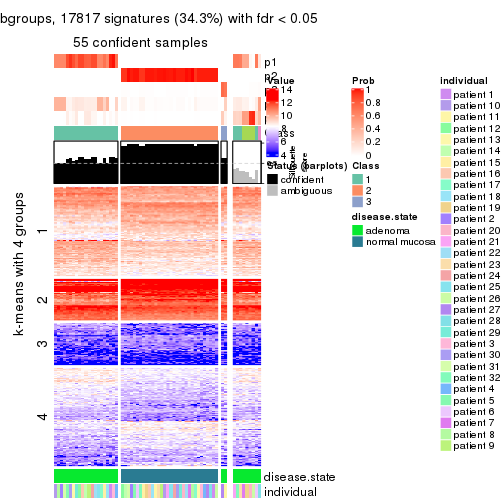 bgroups, 17817 signatures (34.3%) with fdr < 0.05
55 confident samples
p1
p2
Value
14
12
10
8
6
4
Prob
1
0.8
0.6
0.4
0.2
0
Class
Silhouette
score
Status (barplots)
confident
ambiguous
Class
1
2
3
disease.state
adenoma
normal mucosa
individual
patient 1
patient 10
patient 11
patient 12
patient 13
patient 14
patient 15
patient 16
patient 17
patient 18
patient 19
patient 2
patient 20
patient 21
patient 22
patient 23
patient 24
patient 25
patient 26
patient 27
patient 28
patient 29
patient 3
patient 30
patient 31
patient 32
patient 4
patient 5
patient 6
patient 7
patient 8
patient 9
k-means with 4 groups
1
2
3
4
disease.state
individual